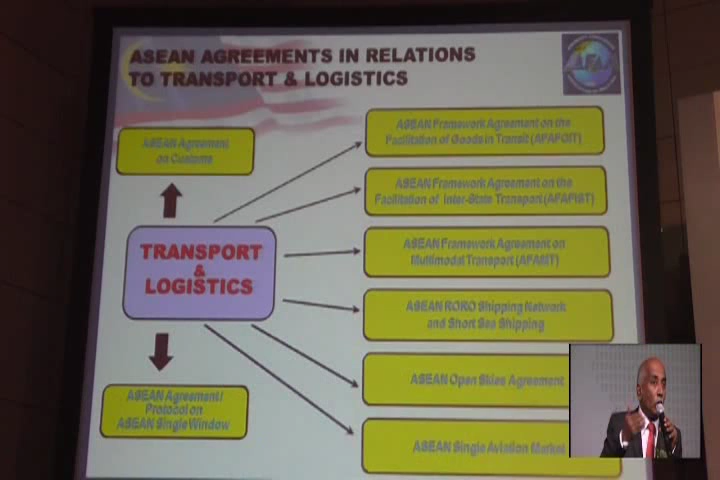 ASEAN AGREEMENTS IN RELATIONS
TO TRANSPORT & LOGISTICS
ASEAN Agreement
on Customs
TRANSPORT
&
LOGISTICS
ASEAN Agreement/
Protocol on
ASEAN Single Window
ASEAN Framework Agreement on the
Facilitation of Goods in Transit (APAFGIT)
ASEAN Framework Agreement on the
Facilitation of Inter-State Transport (APAFIST)
ASEAN Framework Agreement on
Multimodal Transport (AFAMT)
ASEAN RORO Shipping Network
and Short Sea Shipping
ASEAN Open Skies Agreement
ASEAN Single Aviation Market